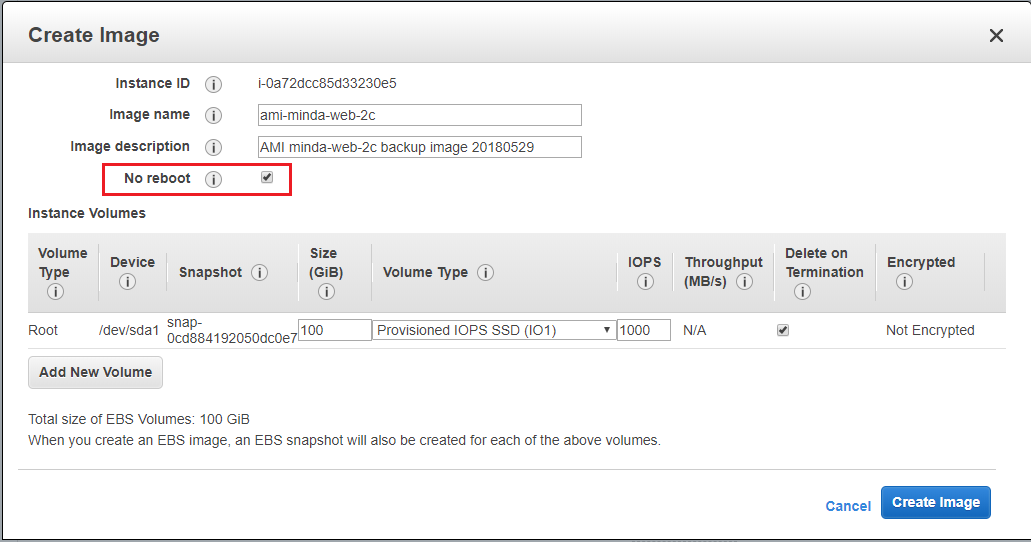 Create Image
Instance ID i i-0a72dcc85d33230e5
Image name i ami-minda-web-2c
Image description i AMI minda-web-2c backup image 20180529
No reboot i
Instance Volumes
Volume Type i Device i Snapshot i Size (GiB) i Volume Type i IOPS i Throughput (MB/s) i Delete on Termination i Encrypted i
Root /dev/sda1 snap-0cd884192050dc0e7 100 Provisioned IOPS SSD (IO1) 1000 N/A Not Encrypted
Add New Volume
Total size of EBS Volumes: 100 GiB
When you create an EBS image, an EBS snapshot will also be created for each of the above volumes.
Cancel Create Image